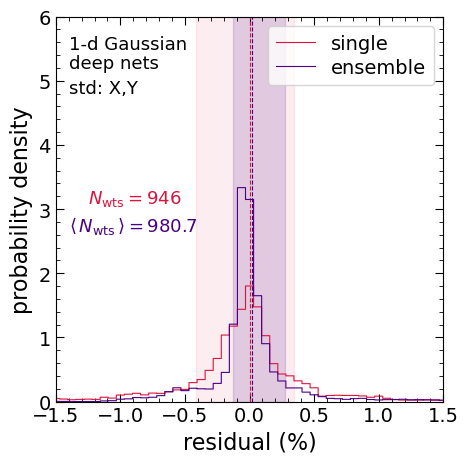 1-d Gaussian
deep nets
std: X,Y
single
ensemble
N_wts = 946
⟨ N_wts ⟩ = 980.7
probability density
6
5
4
3
2
1
0
−1.5 −1.0 −0.5 0.0 0.5 1.0 1.5
residual (%)